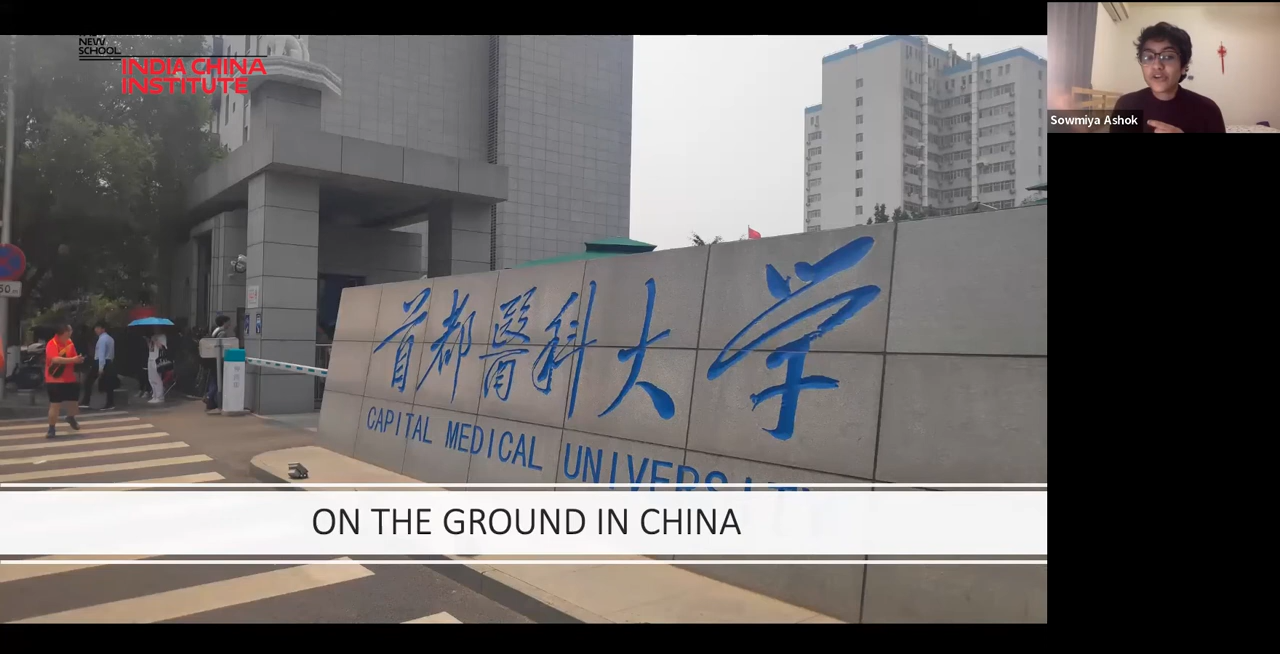 NEW
SCHOOL
INDIA CHINA
INSTITUTE
Sowmiya Ashok
首都醫科大学
CAPITAL MEDICAL
ON THE GROUND IN CHINA